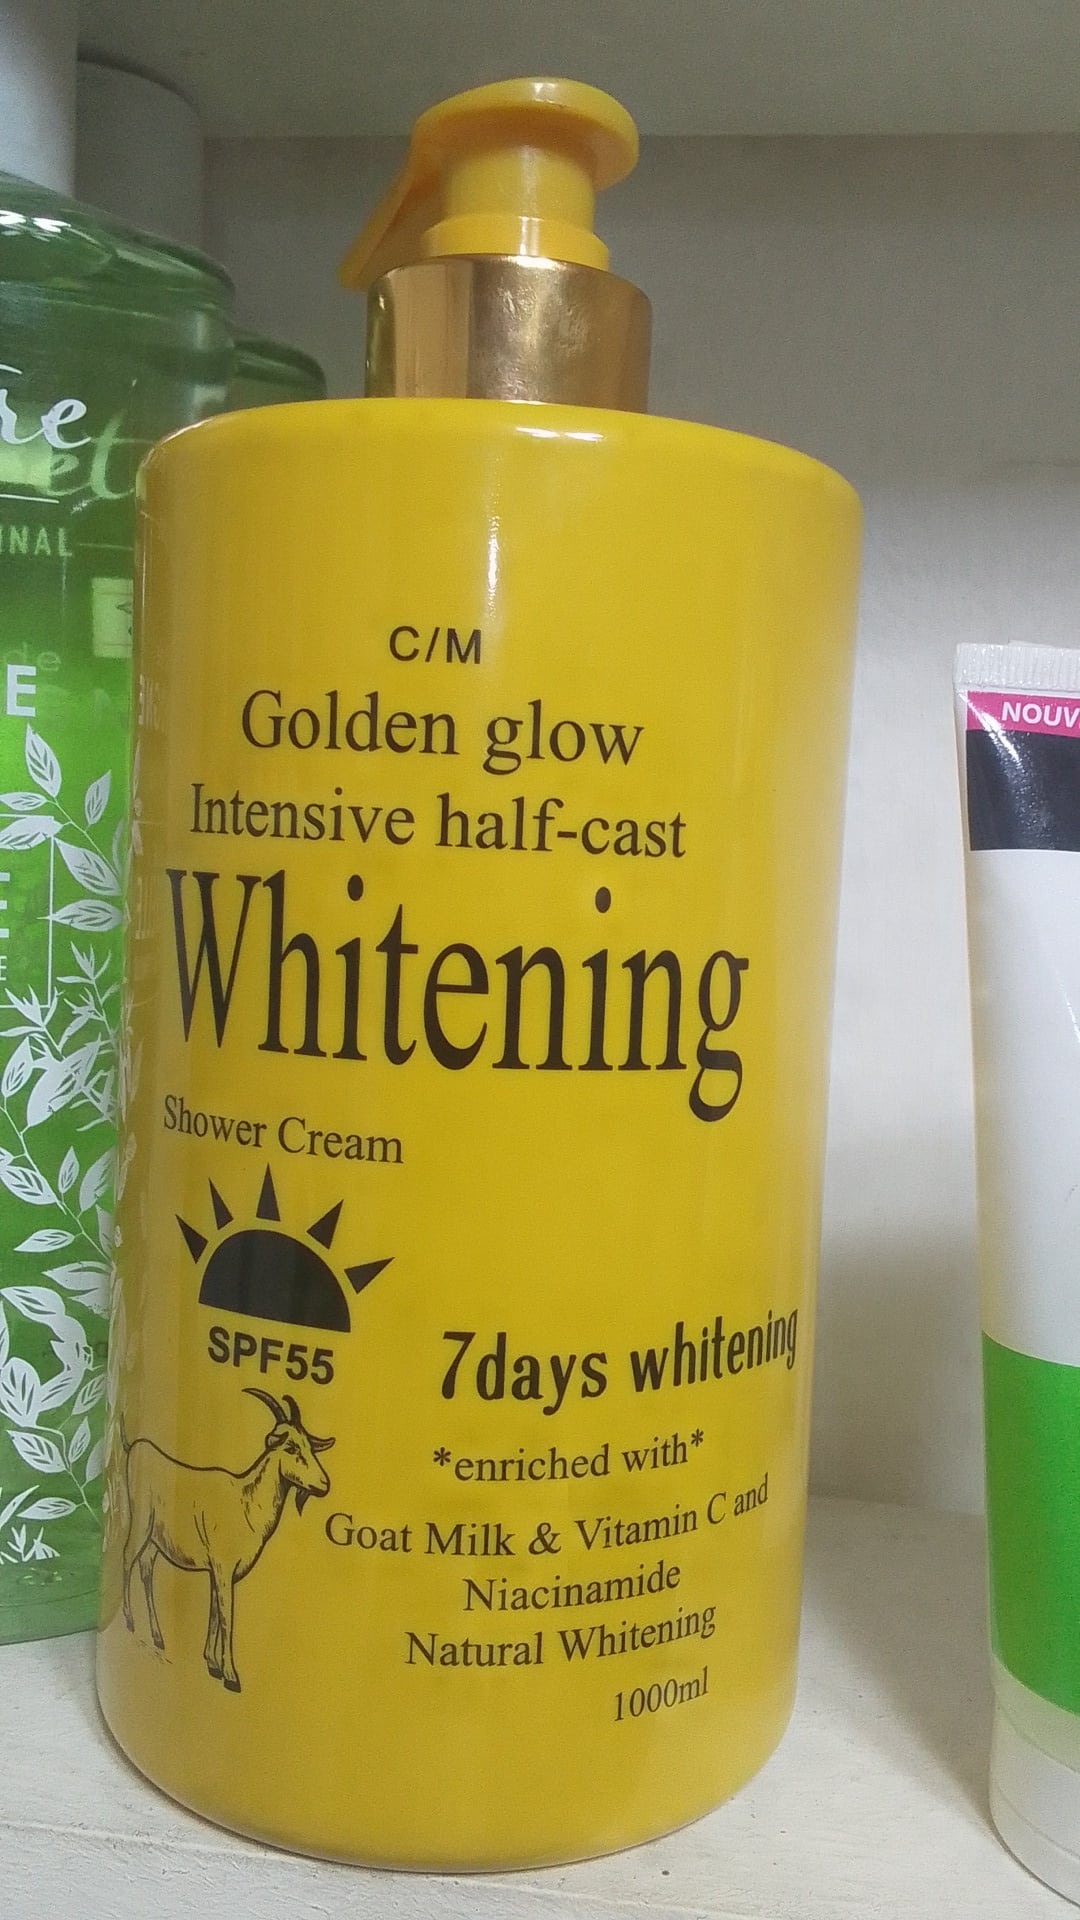 C/M
Golden glow
Intensive half-cast
Whitening
Shower Cream
SPF55
7days whitening
*enriched with*
Goat Milk & Vitamin C and
Niacinamide
Natural Whitening
1000ml